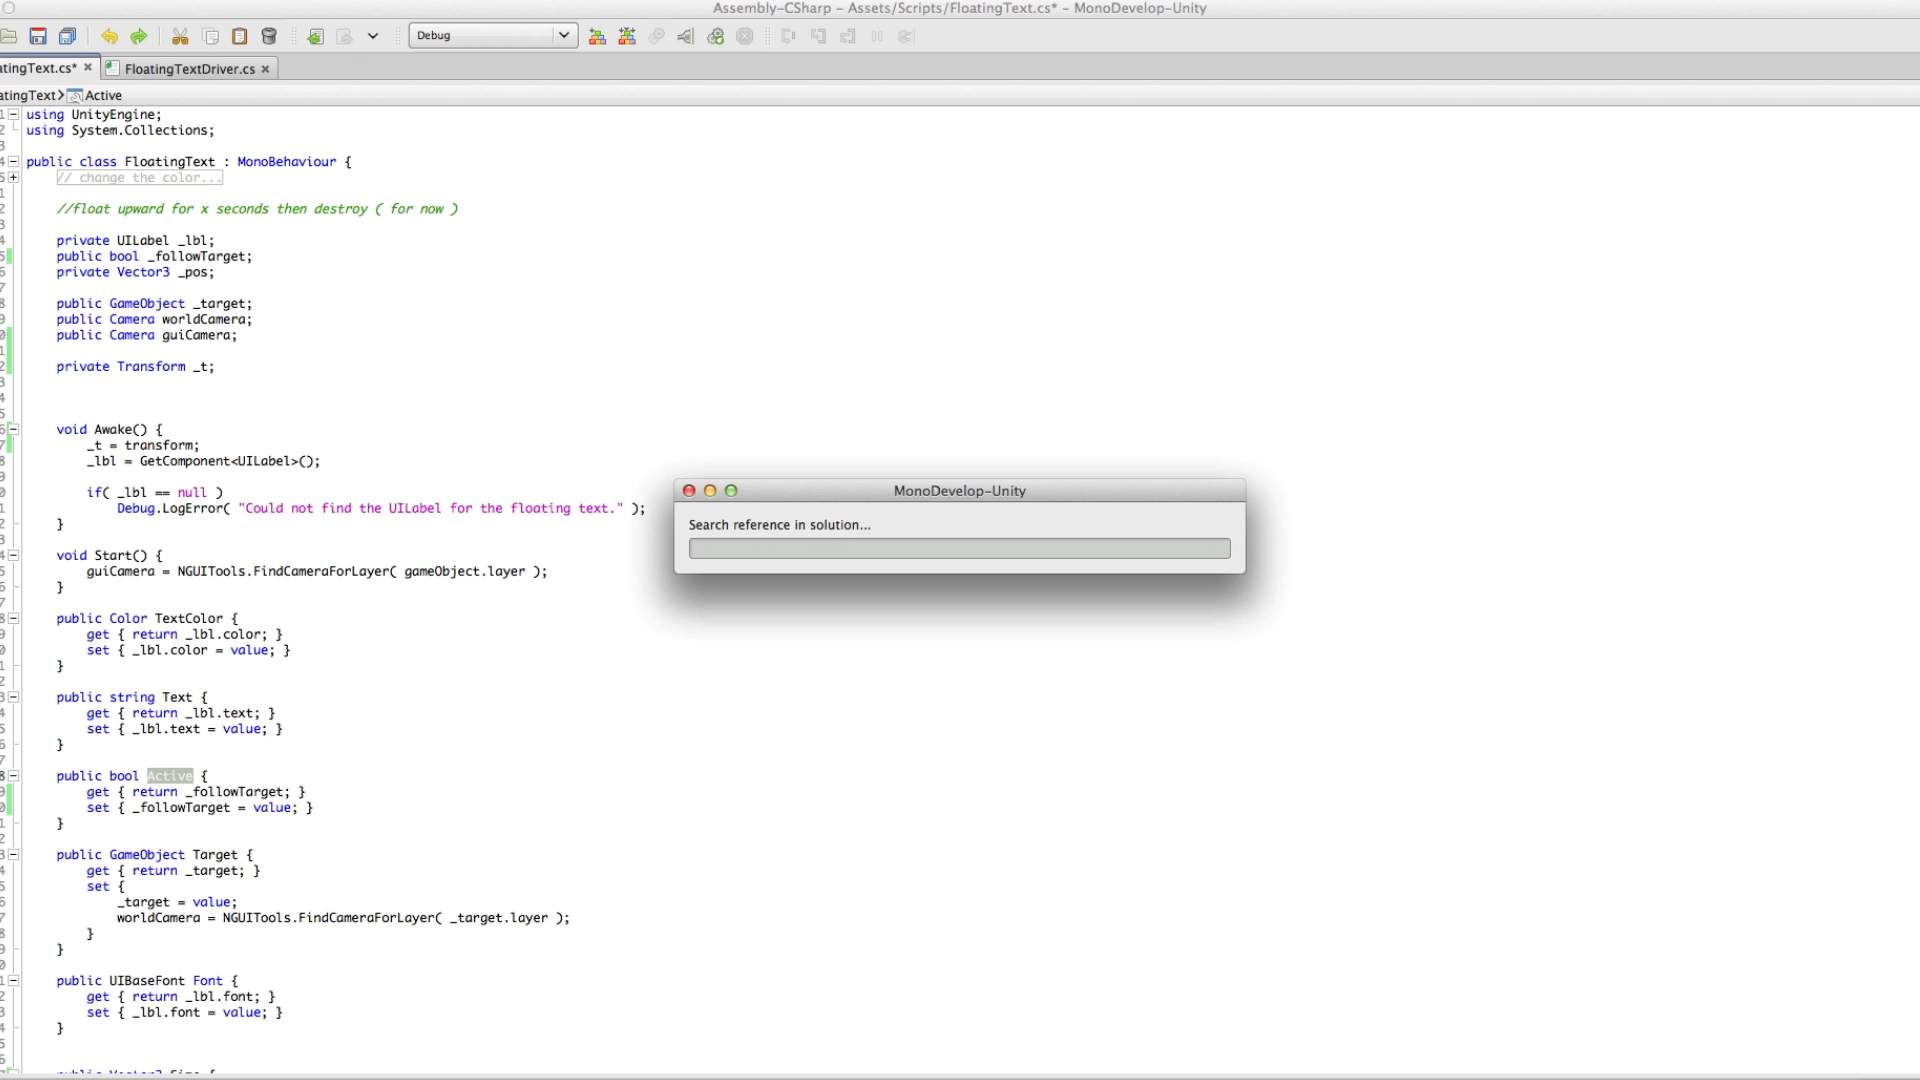 Assembly-CSharp – Assets/Scripts/FloatingText.cs* – MonoDevelop-Unity
Debug
atingText.cs* × FloatingTextDriver.cs ×
atingText> Active
using UnityEngine;
using System.Collections;
public class FloatingText : MonoBehaviour {
// change the color...
//float upward for x seconds then destroy ( for now )
private UILabel _lbl;
public bool _followTarget;
private Vector3 _pos;
public GameObject _target;
public Camera worldCamera;
public Camera guiCamera;
private Transform _t;
void Awake() {
_t = transform;
_lbl = GetComponent<UILabel>();
if( _lbl == null )
Debug.LogError( "Could not find the UILabel for the floating text." );
}
void Start() {
guiCamera = NGUITools.FindCameraForLayer( gameObject.layer );
}
public Color TextColor {
get { return _lbl.color; }
set { _lbl.color = value; }
}
public string Text {
get { return _lbl.text; }
set { _lbl.text = value; }
}
public bool Active {
get { return _followTarget; }
set { _followTarget = value; }
}
public GameObject Target {
get { return _target; }
set {
_target = value;
worldCamera = NGUITools.FindCameraForLayer( _target.layer );
}
}
public UIBaseFont Font {
get { return _lbl.font; }
set { _lbl.font = value; }
}
public Vector3 Size {
MonoDevelop-Unity
Search reference in solution...